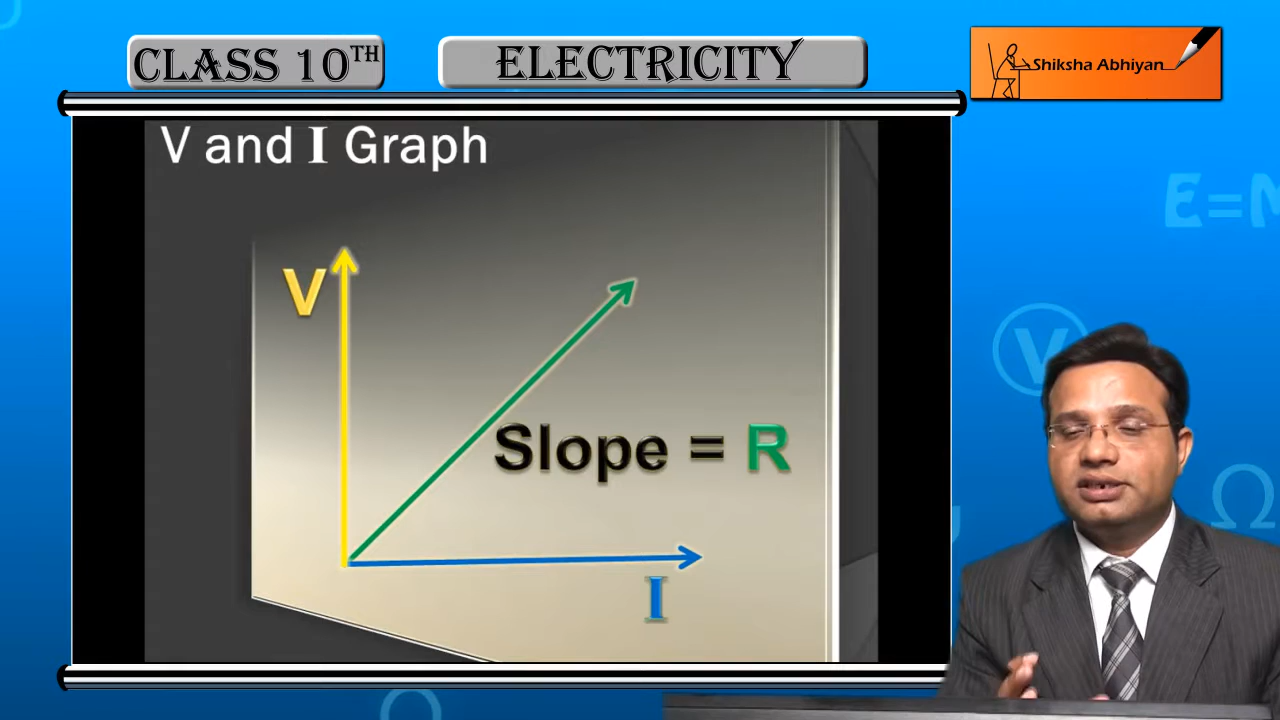 CLASS 10TH
ELECTRICITY
Shiksha Abhiyan
V and I Graph
V
Slope = R
I
V
Ω
Ω